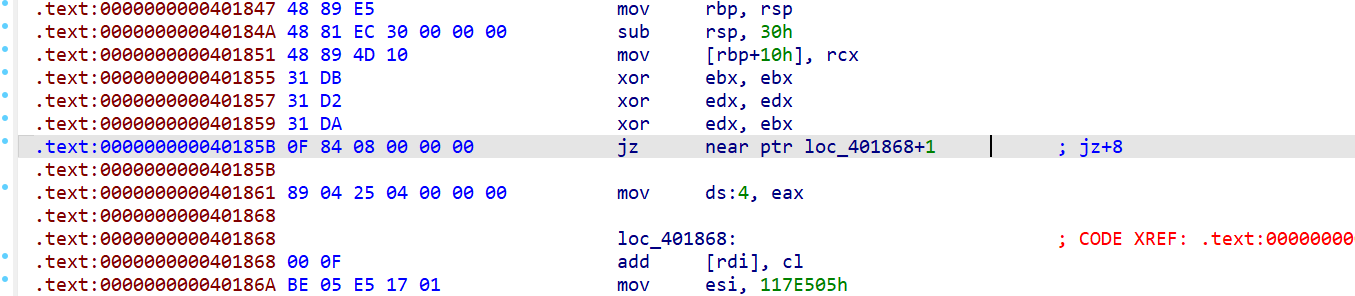 .text:0000000000401847 48 89 E5 mov rbp, rsp
.text:000000000040184A 48 81 EC 30 00 00 00 sub rsp, 30h
.text:0000000000401851 48 89 4D 10 mov [rbp+10h], rcx
.text:0000000000401855 31 DB xor ebx, ebx
.text:0000000000401857 31 D2 xor edx, edx
.text:0000000000401859 31 DA xor edx, ebx
.text:000000000040185B 0F 84 08 00 00 00 jz near ptr loc_401868+1 ; jz+8
.text:000000000040185B
.text:0000000000401861 89 04 25 04 00 00 00 mov ds:4, eax
.text:0000000000401868
.text:0000000000401868 loc_401868: ; CODE XREF: .text:00000000
.text:0000000000401868 00 0F add [rdi], cl
.text:000000000040186A BE 05 E5 17 01 mov esi, 117E505h